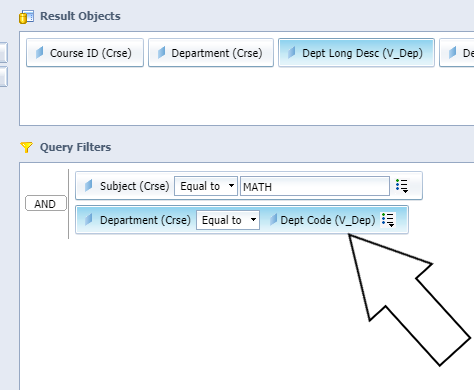 Result Objects
Course ID (Crse) Department (Crse) Dept Long Desc (V_Dep) De
Query Filters
AND
Subject (Crse) Equal to MATH
Department (Crse) Equal to Dept Code (V_Dep)